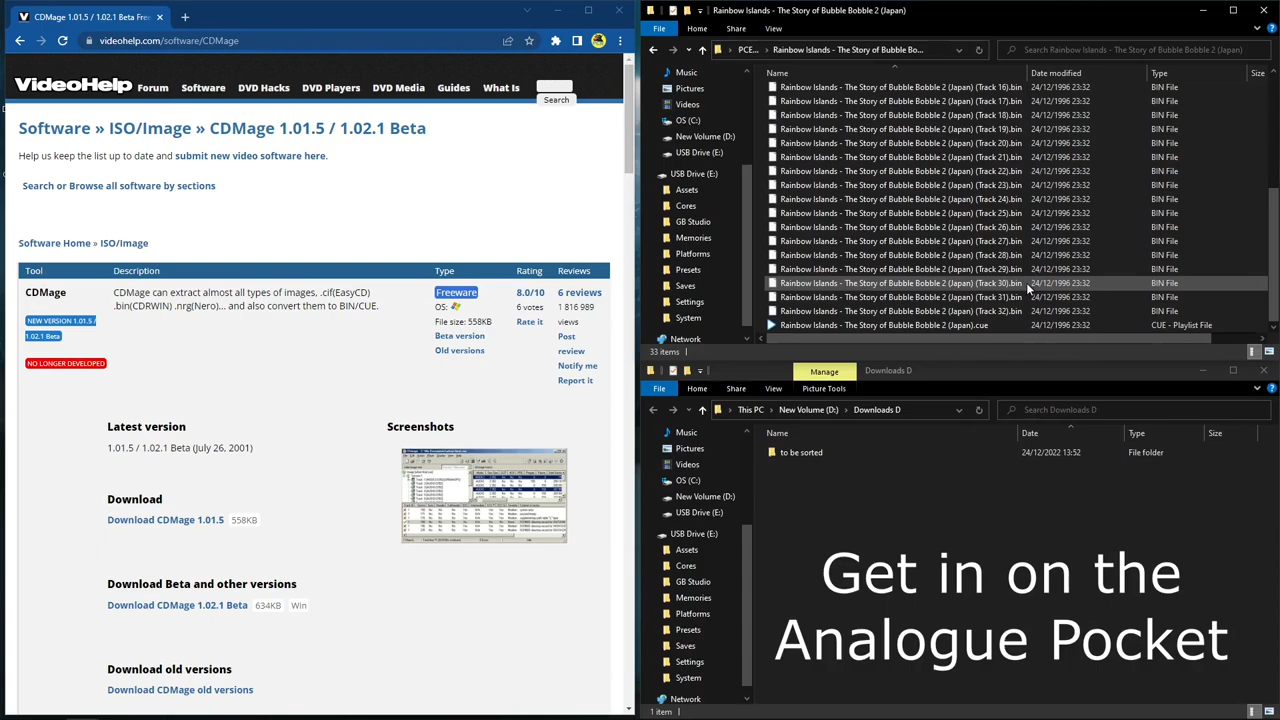 CDMage 1.01.5 / 1.02.1 Beta Fre
videohelp.com/software/CDMage
VideoHelp Forum Software DVD Hacks DVD Players DVD Media Guides What Is
Search
Software » ISO/Image » CDMage 1.01.5 / 1.02.1 Beta
Help us keep the list up to date and submit new video software here.
Search or Browse all software by sections
Software Home » ISO/Image
Tool Description Type Rating Reviews
CDMage
NEW VERSION 1.01.5 /
1.02.1 Beta
NO LONGER DEVELOPED
CDMage can extract almost all types of images, .cif(EasyCD)
.bin(CDRWIN) .nrg(Nero)... and also convert them to BIN/CUE.
Freeware
OS:
File size: 558KB
Beta version
Old versions
8.0/10
6 votes
Rate it
6 reviews
1 816 989
views
Post
review
Notify me
Report it
Latest version
1.01.5 / 1.02.1 Beta (July 26, 2001)
Download
Download CDMage 1.01.5 558KB
Download Beta and other versions
Download CDMage 1.02.1 Beta 634KB Win
Download old versions
Download CDMage old versions
Screenshots
Rainbow Islands - The Story of Bubble Bobble 2 (Japan)
File Home Share View
PCE... Rainbow Islands - The Story of Bubble Bo... Search Rainbow Islands - The Story of Bubble Bobble 2 (Japan)
Music
Pictures
Videos
OS (C:)
New Volume (D:)
USB Drive (E:)
USB Drive (E:)
Assets
Cores
GB Studio
Memories
Platforms
Presets
Saves
Settings
System
Network
Name Date modified Type Size
Rainbow Islands - The Story of Bubble Bobble 2 (Japan) (Track 16).bin 24/12/1996 23:32 BIN File
Rainbow Islands - The Story of Bubble Bobble 2 (Japan) (Track 17).bin 24/12/1996 23:32 BIN File
Rainbow Islands - The Story of Bubble Bobble 2 (Japan) (Track 18).bin 24/12/1996 23:32 BIN File
Rainbow Islands - The Story of Bubble Bobble 2 (Japan) (Track 19).bin 24/12/1996 23:32 BIN File
Rainbow Islands - The Story of Bubble Bobble 2 (Japan) (Track 20).bin 24/12/1996 23:32 BIN File
Rainbow Islands - The Story of Bubble Bobble 2 (Japan) (Track 21).bin 24/12/1996 23:32 BIN File
Rainbow Islands - The Story of Bubble Bobble 2 (Japan) (Track 22).bin 24/12/1996 23:32 BIN File
Rainbow Islands - The Story of Bubble Bobble 2 (Japan) (Track 23).bin 24/12/1996 23:32 BIN File
Rainbow Islands - The Story of Bubble Bobble 2 (Japan) (Track 24).bin 24/12/1996 23:32 BIN File
Rainbow Islands - The Story of Bubble Bobble 2 (Japan) (Track 25).bin 24/12/1996 23:32 BIN File
Rainbow Islands - The Story of Bubble Bobble 2 (Japan) (Track 26).bin 24/12/1996 23:32 BIN File
Rainbow Islands - The Story of Bubble Bobble 2 (Japan) (Track 27).bin 24/12/1996 23:32 BIN File
Rainbow Islands - The Story of Bubble Bobble 2 (Japan) (Track 28).bin 24/12/1996 23:32 BIN File
Rainbow Islands - The Story of Bubble Bobble 2 (Japan) (Track 29).bin 24/12/1996 23:32 BIN File
Rainbow Islands - The Story of Bubble Bobble 2 (Japan) (Track 30).bin 24/12/1996 23:32 BIN File
Rainbow Islands - The Story of Bubble Bobble 2 (Japan) (Track 31).bin 24/12/1996 23:32 BIN File
Rainbow Islands - The Story of Bubble Bobble 2 (Japan) (Track 32).bin 24/12/1996 23:32 BIN File
Rainbow Islands - The Story of Bubble Bobble 2 (Japan).cue 24/12/1996 23:32 CUE - Playlist File
33 items
Manage Downloads D
File Home Share View Picture Tools
This PC New Volume (D:) Downloads D Search Downloads D
Music
Pictures
Videos
OS (C:)
New Volume (D:)
USB Drive (E:)
USB Drive (E:)
Assets
Cores
GB Studio
Memories
Platforms
Presets
Saves
Settings
System
Network
Name Date modified Type Size
to be sorted 24/12/2022 13:52 File folder
1 item
Get in on the
Analogue Pocket